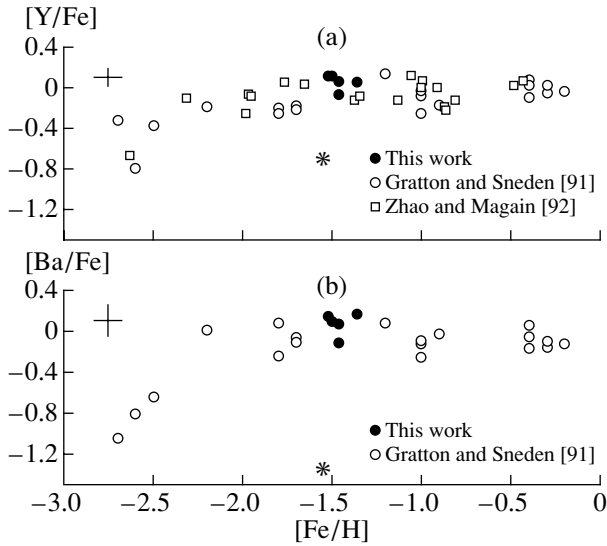 [Y/Fe]
(a)
0.4
0
−0.4
−0.8
−1.2
This work
Gratton and Sneden [91]
Zhao and Magain [92]
[Ba/Fe]
(b)
0.4
0
−0.4
−0.8
−1.2
This work
Gratton and Sneden [91]
−3.0 −2.5 −2.0 −1.5 −1.0 −0.5 0
[Fe/H]